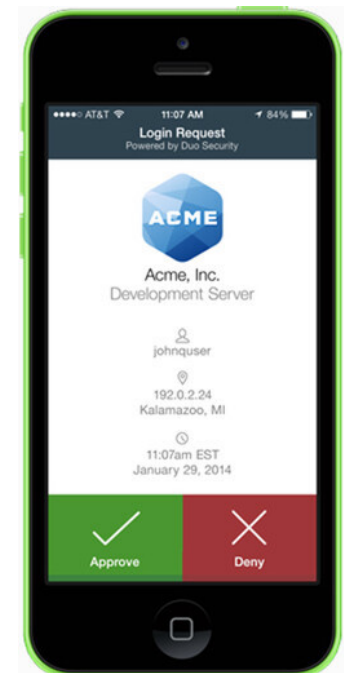 AT&T 11:07 AM 84%
Login Request
Powered by Duo Security
ACME
Acme, Inc.
Development Server
johnquser
192.0.2.24
Kalamazoo, MI
11:07am EST
January 29, 2014
Approve Deny